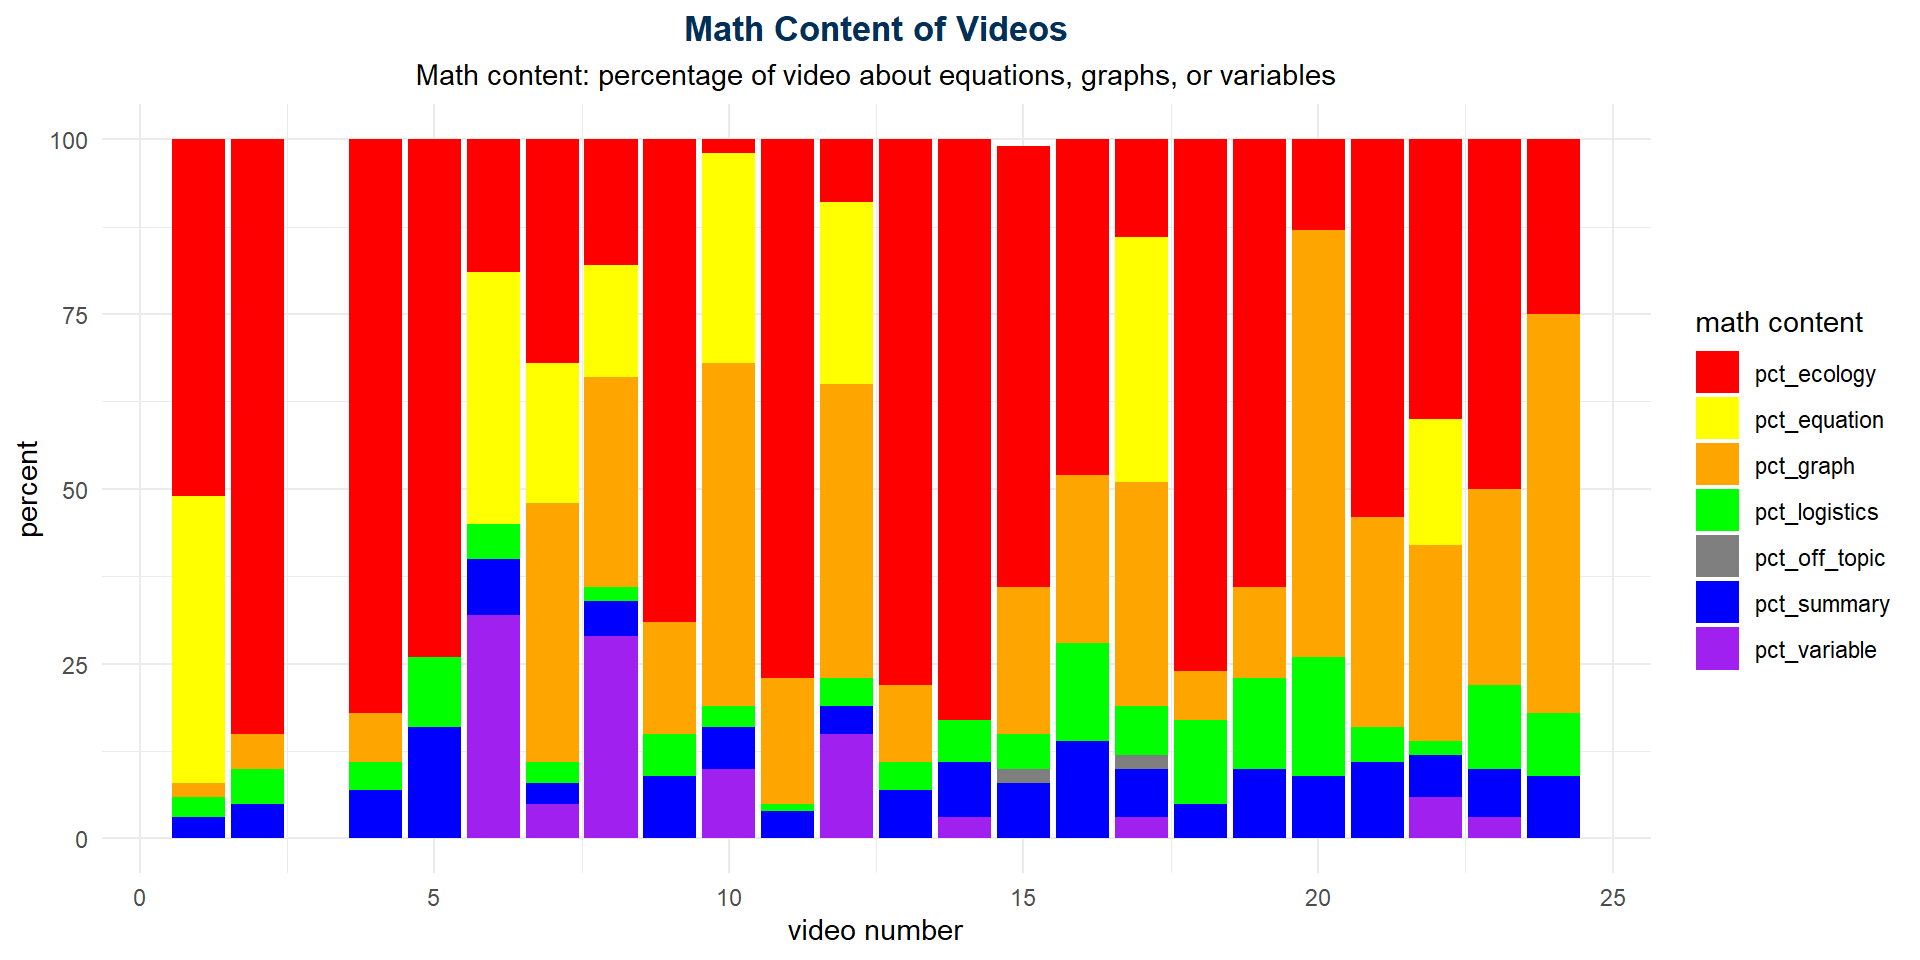 Math Content of Videos
Math content: percentage of video about equations, graphs, or variables
percent
100
75
50
25
0
0
5
10
15
20
25
video number
math content
pct_ecology
pct_equation
pct_graph
pct_logistics
pct_off_topic
pct_summary
pct_variable